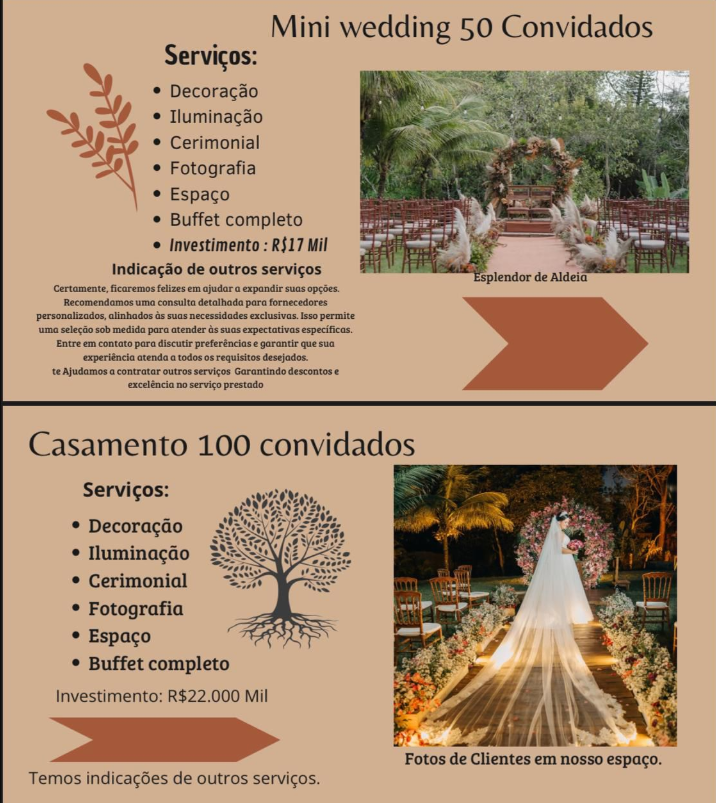 Mini wedding 50 Convidados
Serviços:
• Decoração
• Iluminação
• Cerimonial
• Fotografia
• Espaço
• Buffet completo
• Investimento : R$17 Mil
Indicação de outros serviços
Certamente, ficaremos felizes em ajudar a expandir suas opções.
Recomendamos uma consulta detalhada para fornecedores
personalizados, alinhados às suas necessidades exclusivas. Isso permite
uma seleção sob medida para atender às suas expectativas específicas.
Entre em contato para discutir preferências e garantir que sua
experiência atenda a todos os requisitos desejados.
te Ajudamos a contratar outros serviços Garantindo descontos e
excelência no serviço prestado
Esplendor de Aldeia
Casamento 100 convidados
Serviços:
• Decoração
• Iluminação
• Cerimonial
• Fotografia
• Espaço
• Buffet completo
Investimento: R$22.000 Mil
Temos indicações de outros serviços.
Fotos de Clientes em nosso espaço.